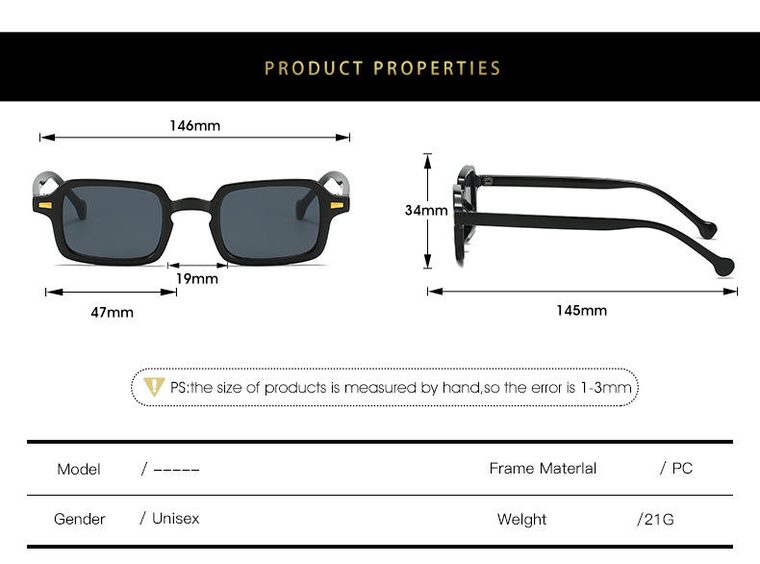 PRODUCT PROPERTIES
146mm
34mm
19mm
47mm
145mm
PS:the size of products is measured by hand,so the error is 1-3mm
Model / -----
Frame Materlal / PC
Gender / Unisex
Welght /21G